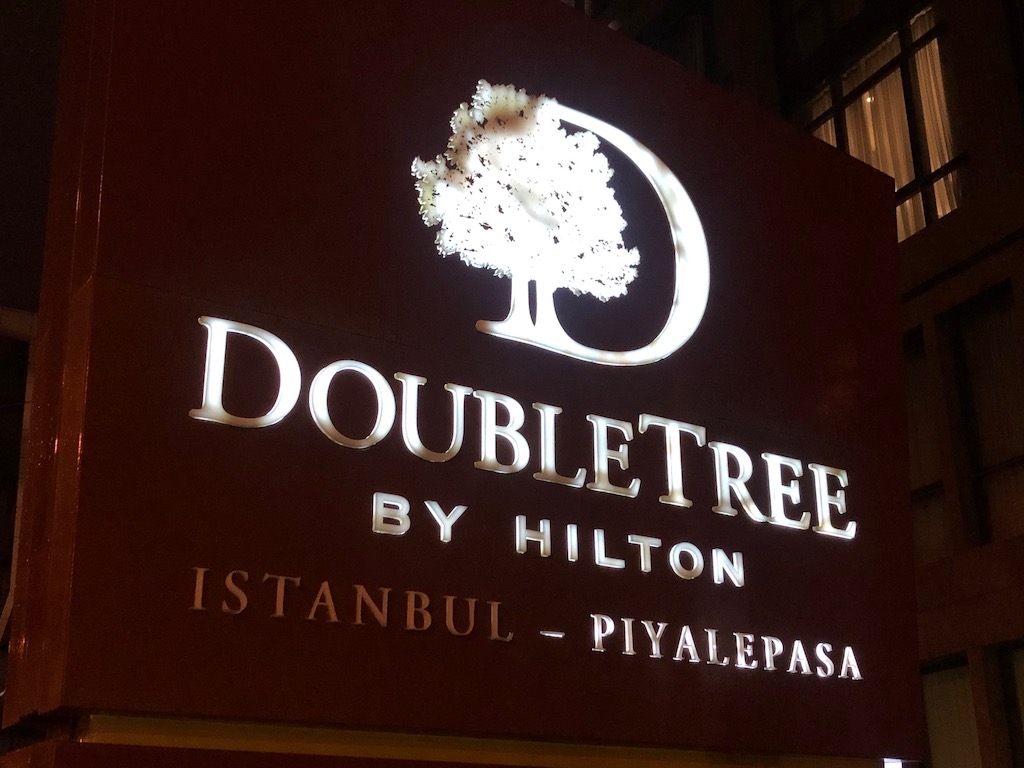 D
DOUBLETREE
BY HILTON
ISTANBUL – PIYALEPASA